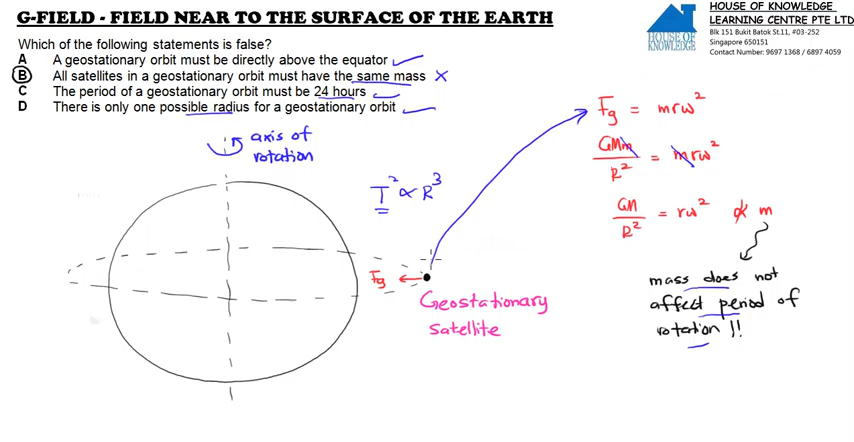 G-FIELD - FIELD NEAR TO THE SURFACE OF THE EARTH
HOUSE OF KNOWLEDGE
LEARNING CENTRE PTE LTD
Blk 151 Bukit Batok St.11, #03-252
Singapore 650151
Contact Number: 9697 1368 / 6897 4059
HOUSE OF
KNOWLEDGE
Which of the following statements is false?
A A geostationary orbit must be directly above the equator
B All satellites in a geostationary orbit must have the same mass ×
C The period of a geostationary orbit must be 24 hours
D There is only one possible radius for a geostationary orbit
axis of
rotation
T² ∝ R³
Fg
Geostationary
satellite
Fg = mrω²
GMm/R² = mrω²
GM/R² = rω² ∝̸ m
mass does not
affect period of
rotation !!